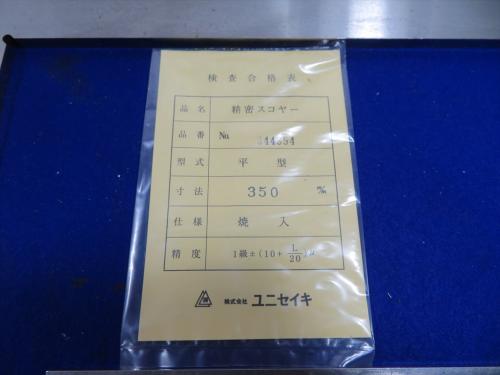 検査合格表
品名 精密スコヤー
品番 No.
型式 平型
寸法 350 m/m
仕様 焼入
精度 1級±(10+L/20)μ
株式会社 ユニセイキ